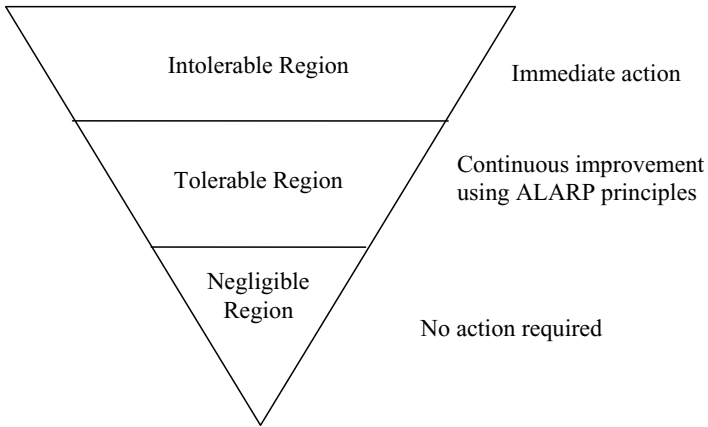 Intolerable Region
Immediate action
Tolerable Region
Continuous improvement
using ALARP principles
Negligible
Region
No action required